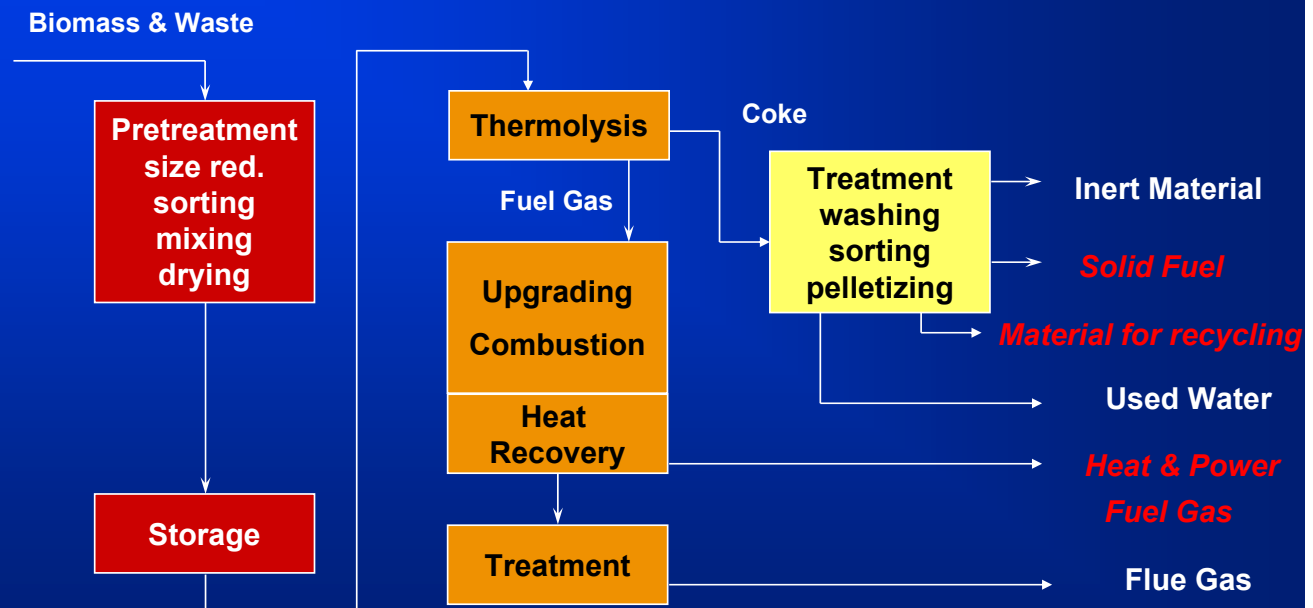 Biomass & Waste
Pretreatment
size red.
sorting
mixing
drying
Storage
Thermolysis
Coke
Fuel Gas
Upgrading
Combustion
Heat
Recovery
Treatment
Treatment
washing
sorting
pelletizing
Inert Material
Solid Fuel
Material for recycling
Used Water
Heat & Power
Fuel Gas
Flue Gas